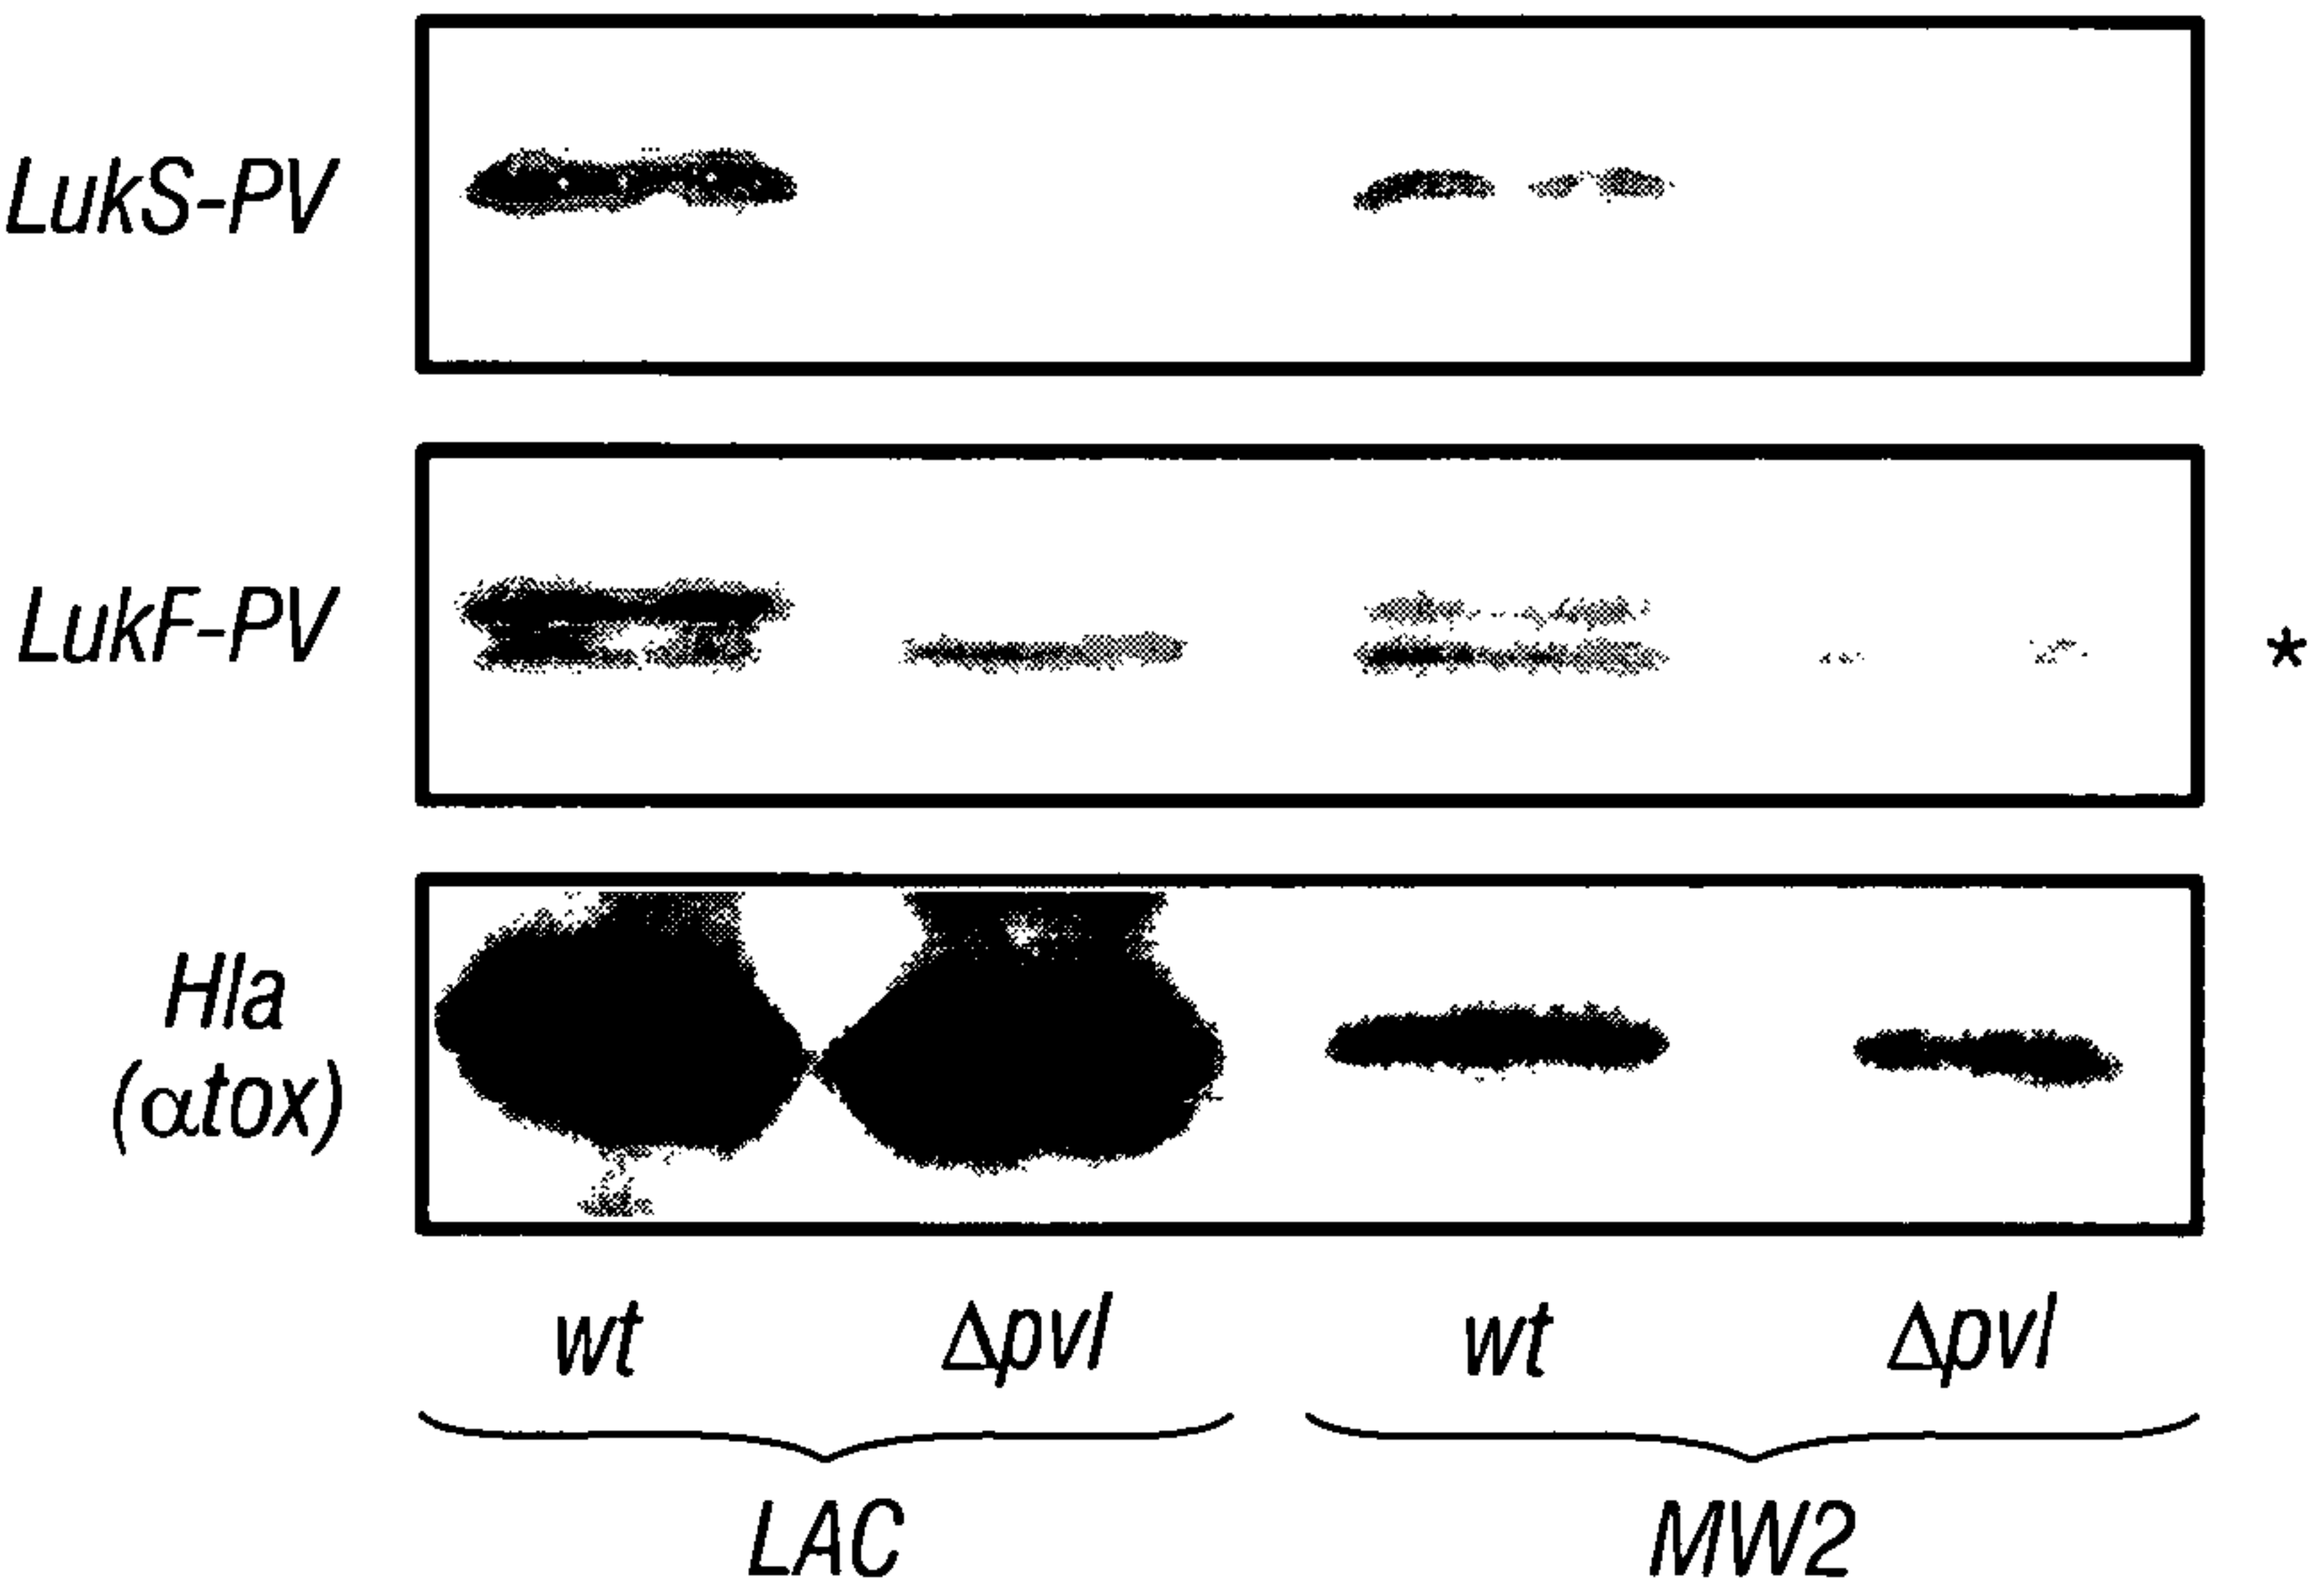 LukS-PV
LukF-PV
*
Hla
(αtox)
wt Δpvl wt Δpvl
LAC MW2